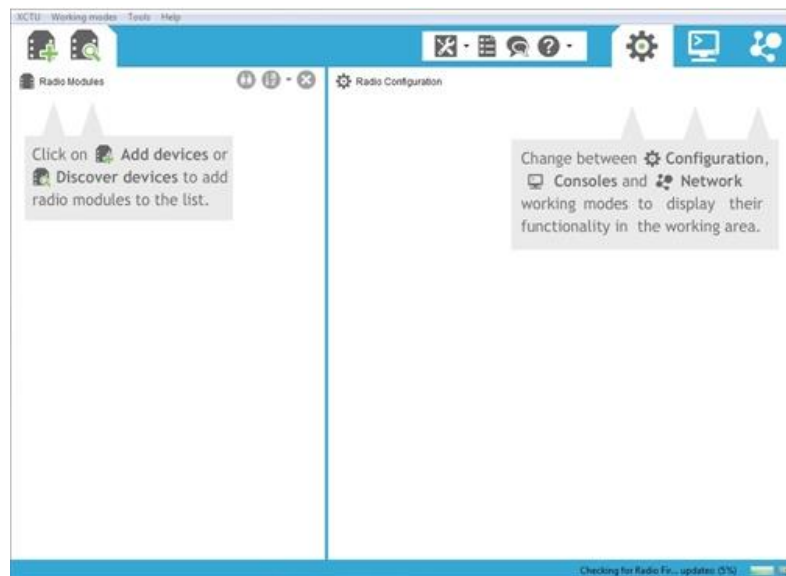 XCTU Working modes Tools Help
Radio Modules
Radio Configuration
Click on Add devices or
Discover devices to add
radio modules to the list.
Change between Configuration,
Consoles and Network
working modes to display their
functionality in the working area.
Checking for Radio Fir... updates: (5%)